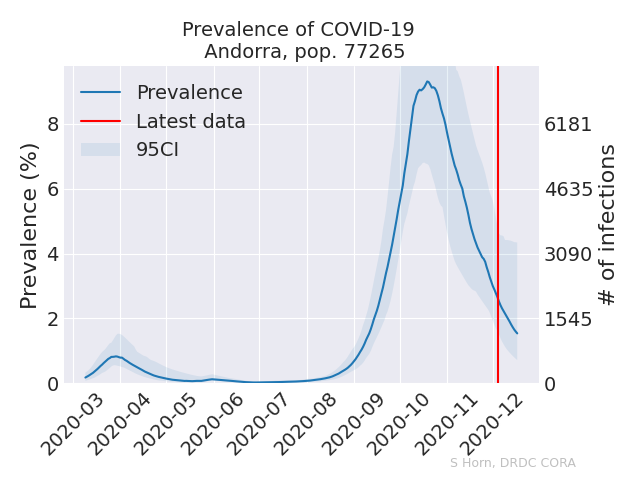 Prevalence of COVID-19
Andorra, pop. 77265
Prevalence
Latest data
95CI
Prevalence (%)
8
6
4
2
0
6181
4635
3090
1545
0
# of infections
2020-03
2020-04
2020-05
2020-06
2020-07
2020-08
2020-09
2020-10
2020-11
2020-12
S Horn, DRDC CORA